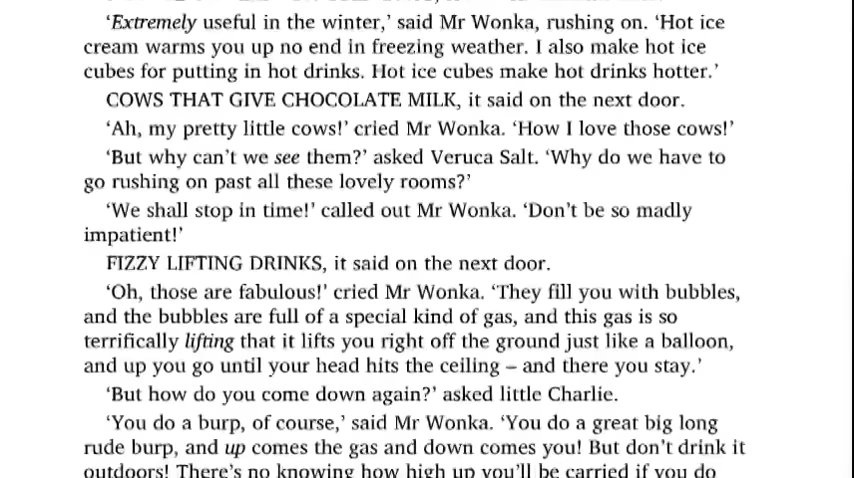 ‘Extremely useful in the winter,’ said Mr Wonka, rushing on. ‘Hot ice
cream warms you up no end in freezing weather. I also make hot ice
cubes for putting in hot drinks. Hot ice cubes make hot drinks hotter.’
COWS THAT GIVE CHOCOLATE MILK, it said on the next door.
‘Ah, my pretty little cows!’ cried Mr Wonka. ‘How I love those cows!’
‘But why can’t we see them?’ asked Veruca Salt. ‘Why do we have to
go rushing on past all these lovely rooms?’
‘We shall stop in time!’ called out Mr Wonka. ‘Don’t be so madly
impatient!’
FIZZY LIFTING DRINKS, it said on the next door.
‘Oh, those are fabulous!’ cried Mr Wonka. ‘They fill you with bubbles,
and the bubbles are full of a special kind of gas, and this gas is so
terrifically lifting that it lifts you right off the ground just like a balloon,
and up you go until your head hits the ceiling – and there you stay.’
‘But how do you come down again?’ asked little Charlie.
‘You do a burp, of course,’ said Mr Wonka. ‘You do a great big long
rude burp, and up comes the gas and down comes you! But don’t drink it
outdoors! There’s no knowing how high up you’ll be carried if you do